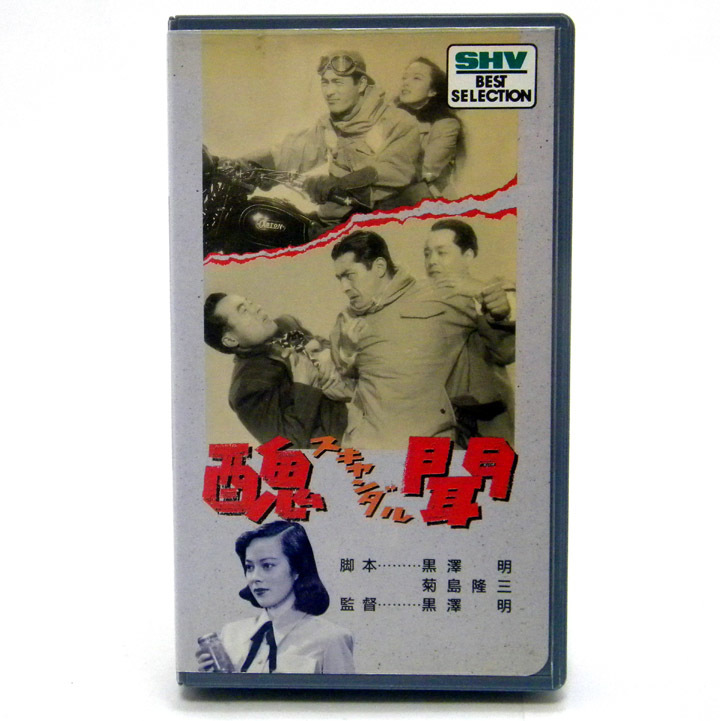 SHV
BEST
SELECTION
ARION
醜聞
スキャンダル
脚本………黒澤 明
菊島隆三
監督………黒澤 明